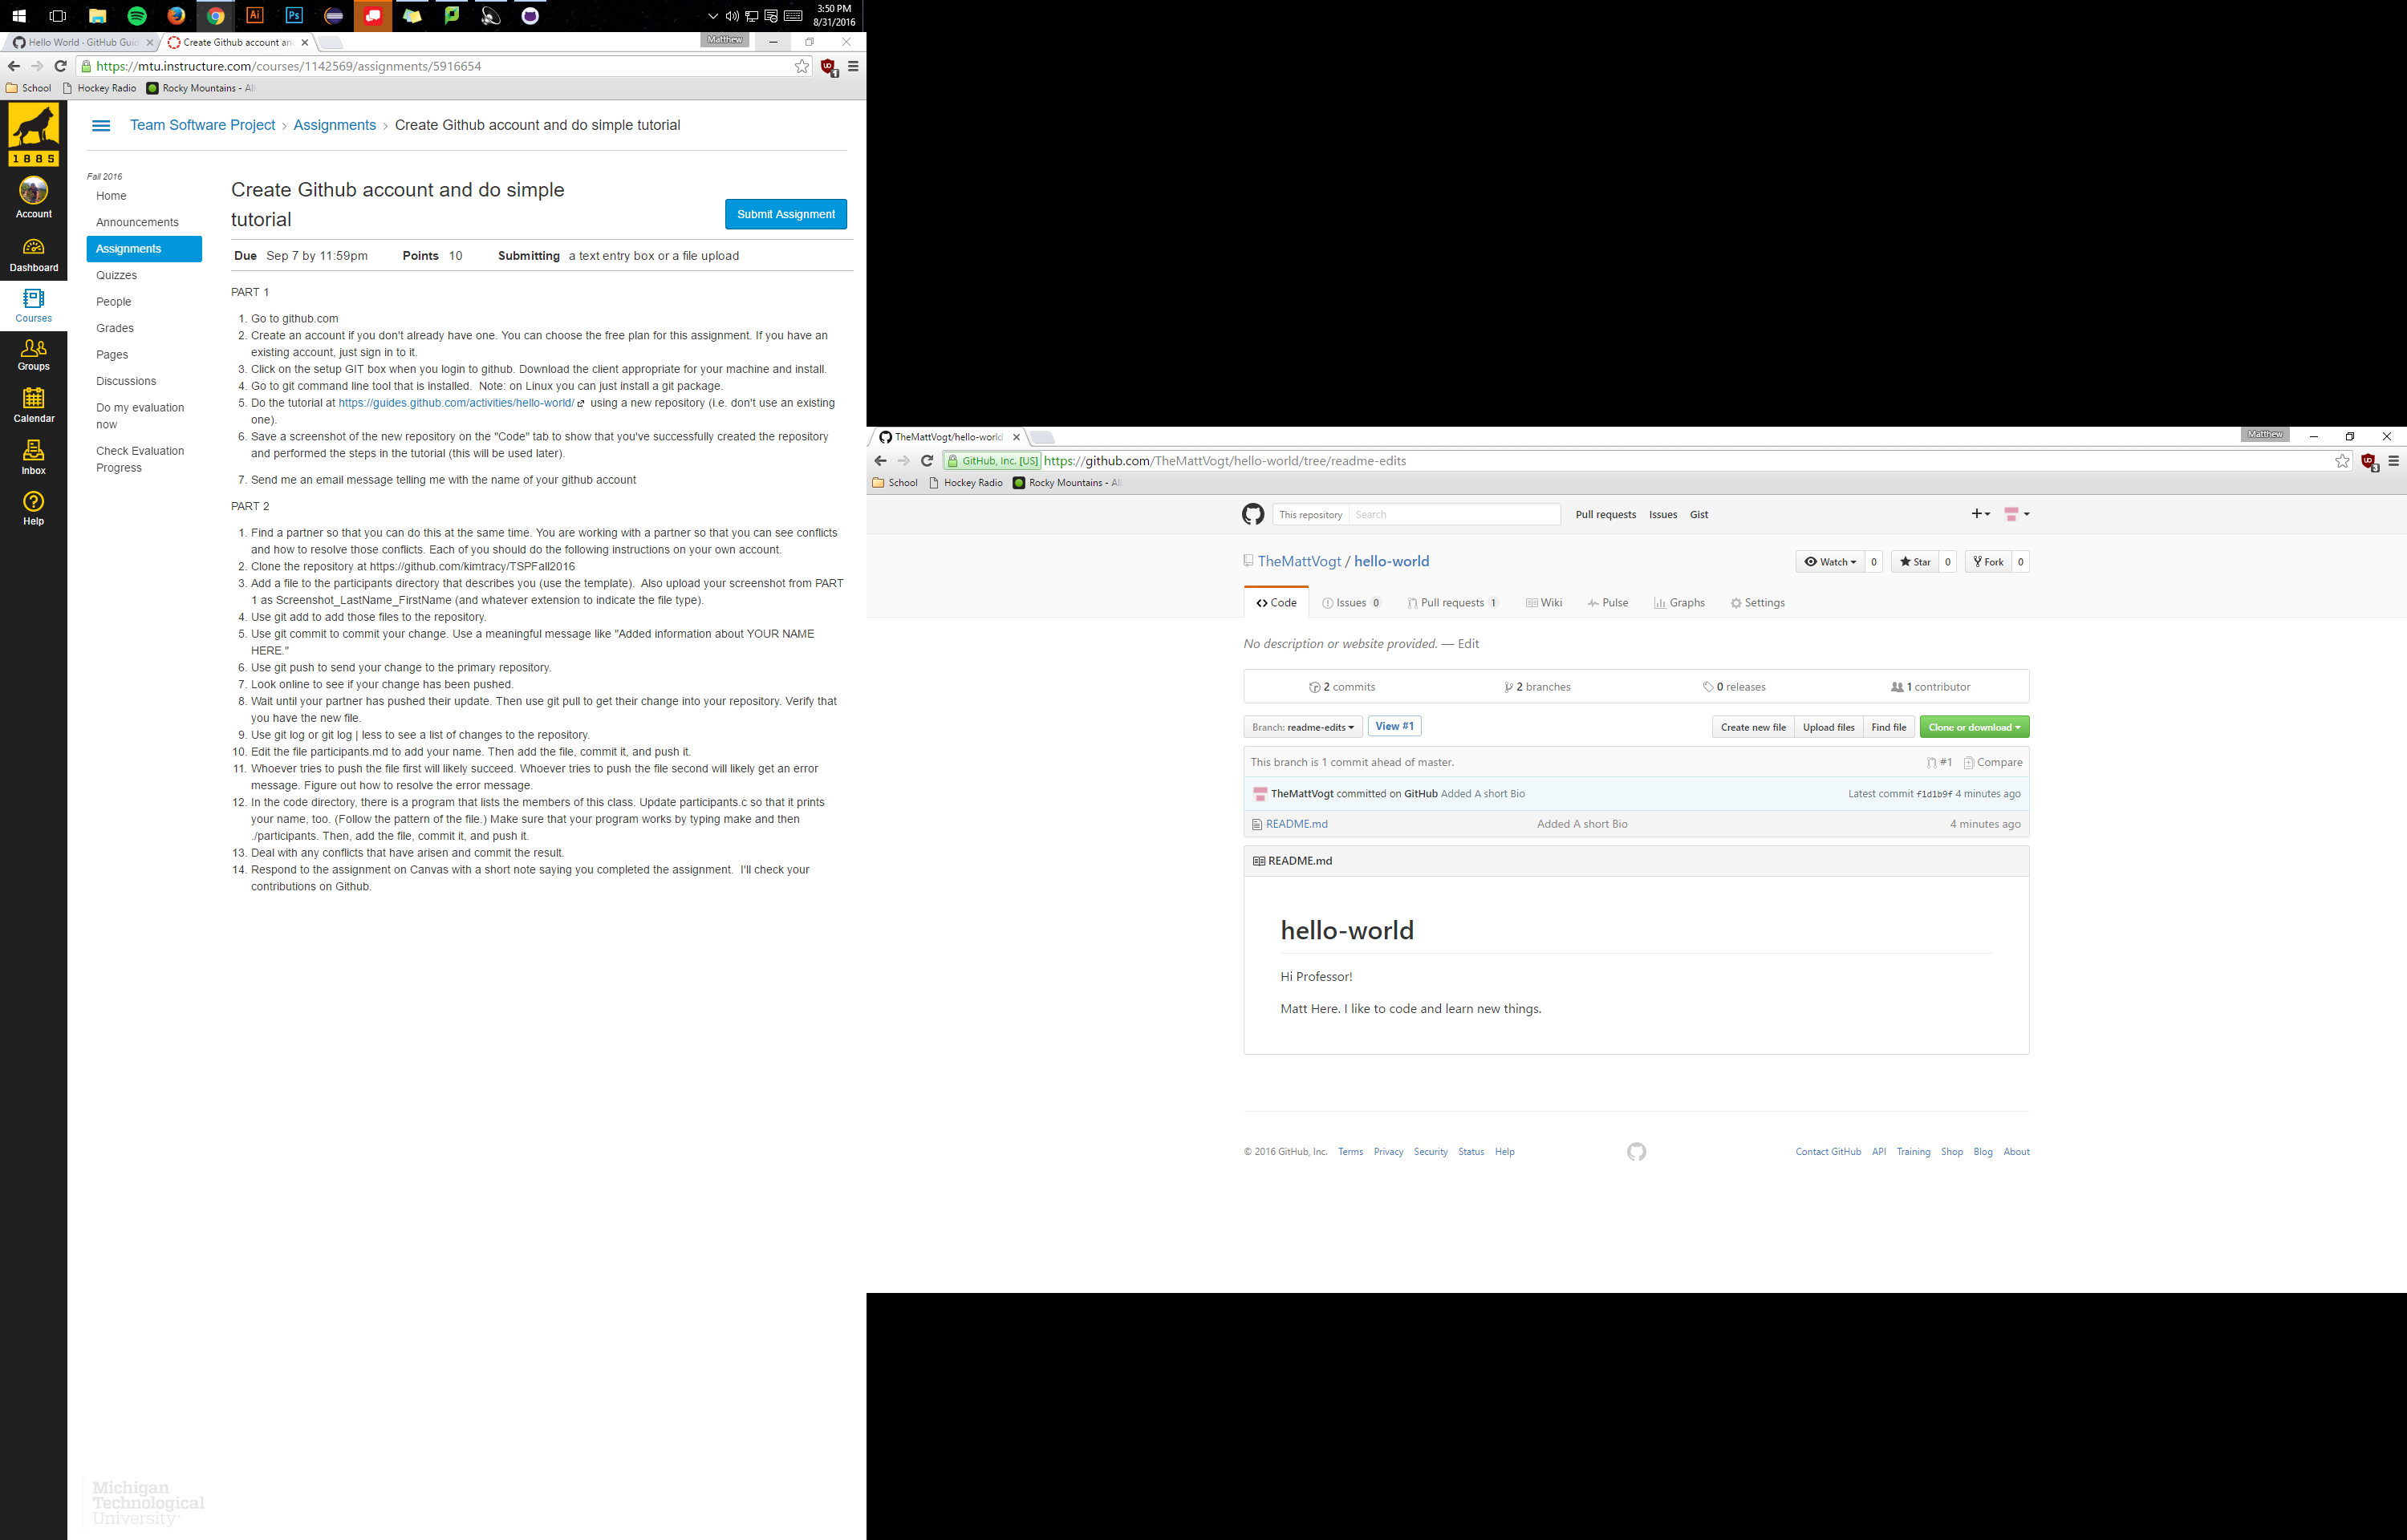 3:50 PM
8/31/2016
Hello World · GitHub Guid
Create Github account an
Matthew
https://mtu.instructure.com/courses/1142569/assignments/5916654
School
Hockey Radio
Rocky Mountains - Al
1885
Account
Dashboard
Courses
Groups
Calendar
Inbox
Help
Team Software Project > Assignments > Create Github account and do simple tutorial
Fall 2016
Home
Announcements
Assignments
Quizzes
People
Grades
Pages
Discussions
Do my evaluation
now
Check Evaluation
Progress
Create Github account and do simple
tutorial
Submit Assignment
Due Sep 7 by 11:59pm Points 10 Submitting a text entry box or a file upload
PART 1
1. Go to github.com
2. Create an account if you don't already have one. You can choose the free plan for this assignment. If you have an
existing account, just sign in to it.
3. Click on the setup GIT box when you login to github. Download the client appropriate for your machine and install.
4. Go to git command line tool that is installed. Note: on Linux you can just install a git package.
5. Do the tutorial at https://guides.github.com/activities/hello-world/ using a new repository (i.e. don't use an existing
one).
6. Save a screenshot of the new repository on the "Code" tab to show that you've successfully created the repository
and performed the steps in the tutorial (this will be used later).
7. Send me an email message telling me with the name of your github account
PART 2
1. Find a partner so that you can do this at the same time. You are working with a partner so that you can see conflicts
and how to resolve those conflicts. Each of you should do the following instructions on your own account.
2. Clone the repository at https://github.com/kimtracy/TSPFall2016
3. Add a file to the participants directory that describes you (use the template). Also upload your screenshot from PART
1 as Screenshot_LastName_FirstName (and whatever extension to indicate the file type).
4. Use git add to add those files to the repository.
5. Use git commit to commit your change. Use a meaningful message like "Added information about YOUR NAME
HERE."
6. Use git push to send your change to the primary repository.
7. Look online to see if your change has been pushed.
8. Wait until your partner has pushed their update. Then use git pull to get their change into your repository. Verify that
you have the new file.
9. Use git log or git log | less to see a list of changes to the repository.
10. Edit the file participants.md to add your name. Then add the file, commit it, and push it.
11. Whoever tries to push the file first will likely succeed. Whoever tries to push the file second will likely get an error
message. Figure out how to resolve the error message.
12. In the code directory, there is a program that lists the members of this class. Update participants.c so that it prints
your name, too. (Follow the pattern of the file.) Make sure that your program works by typing make and then
./participants. Then, add the file, commit it, and push it.
13. Deal with any conflicts that have arisen and commit the result.
14. Respond to the assignment on Canvas with a short note saying you completed the assignment. I'll check your
contributions on Github.
Michigan
Technological
University
TheMattVogt/hello-world
Matthew
GitHub, Inc. [US] https://github.com/TheMattVogt/hello-world/tree/readme-edits
School
Hockey Radio
Rocky Mountains - Al
This repository Search
Pull requests Issues Gist
TheMattVogt / hello-world
Watch 0 Star 0 Fork 0
Code Issues 0 Pull requests 1 Wiki Pulse Graphs Settings
No description or website provided. — Edit
2 commits 2 branches 0 releases 1 contributor
Branch: readme-edits View #1 Create new file Upload files Find file Clone or download
This branch is 1 commit ahead of master. #1 Compare
TheMattVogt committed on GitHub Added A short Bio Latest commit f1d1b9f 4 minutes ago
README.md Added A short Bio 4 minutes ago
README.md
hello-world
Hi Professor!
Matt Here. I like to code and learn new things.
© 2016 GitHub, Inc. Terms Privacy Security Status Help Contact GitHub API Training Shop Blog About